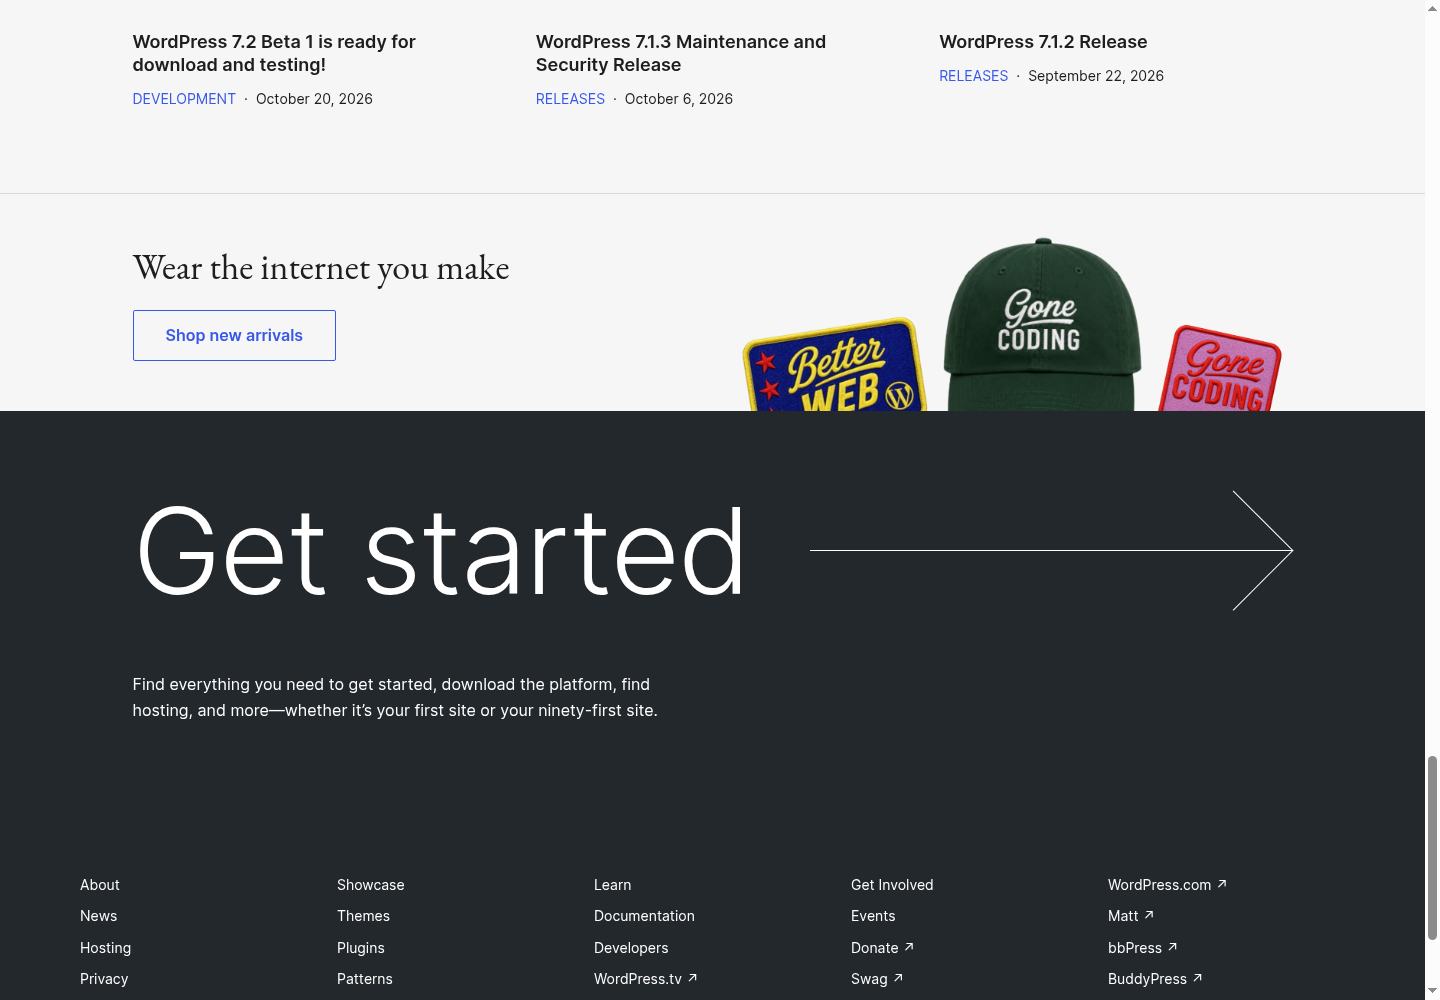 WordPress 7.2 Beta 1 is ready for
download and testing!
DEVELOPMENT · October 20, 2026
WordPress 7.1.3 Maintenance and
Security Release
RELEASES · October 6, 2026
WordPress 7.1.2 Release
RELEASES · September 22, 2026
Wear the internet you make
Shop new arrivals
Better
WEB
Gone
CODING
Gone
CODING
Get started
Find everything you need to get started, download the platform, find
hosting, and more—whether it’s your first site or your ninety-first site.
About
News
Hosting
Privacy
Showcase
Themes
Plugins
Patterns
Learn
Documentation
Developers
WordPress.tv ↗
Get Involved
Events
Donate ↗
Swag ↗
WordPress.com ↗
Matt ↗
bbPress ↗
BuddyPress ↗